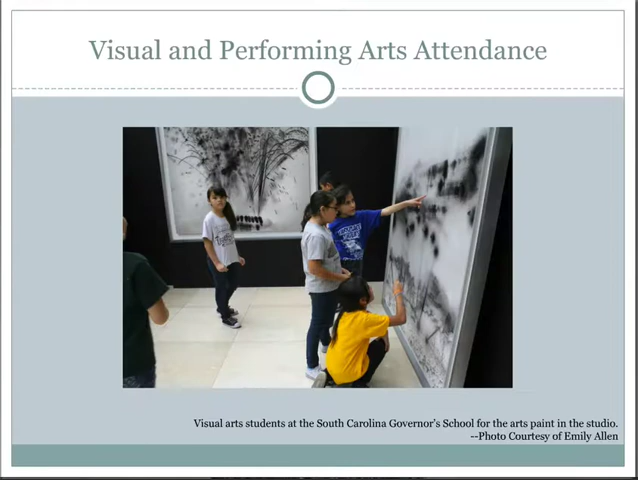 Visual and Performing Arts Attendance
Visual arts students at the South Carolina Governor's School for the arts paint in the studio.
--Photo Courtesy of Emily Allen